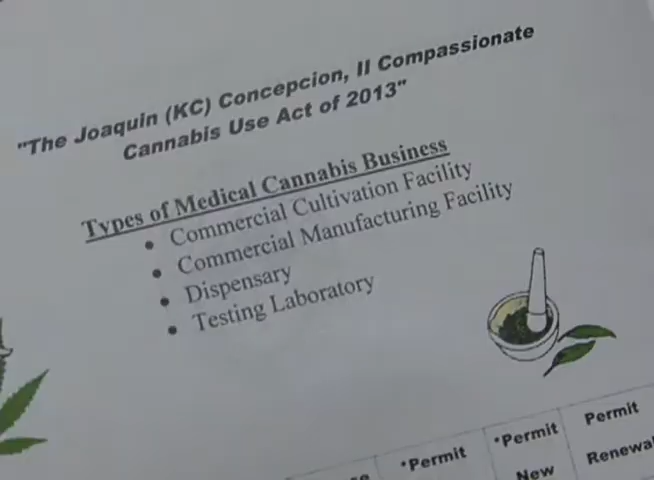 "The Joaquin (KC) Concepcion, II Compassionate
Cannabis Use Act of 2013"
Types of Medical Cannabis Business
• Commercial Cultivation Facility
• Commercial Manufacturing Facility
• Dispensary
• Testing Laboratory
*Permit *Permit Permit
New Renewal